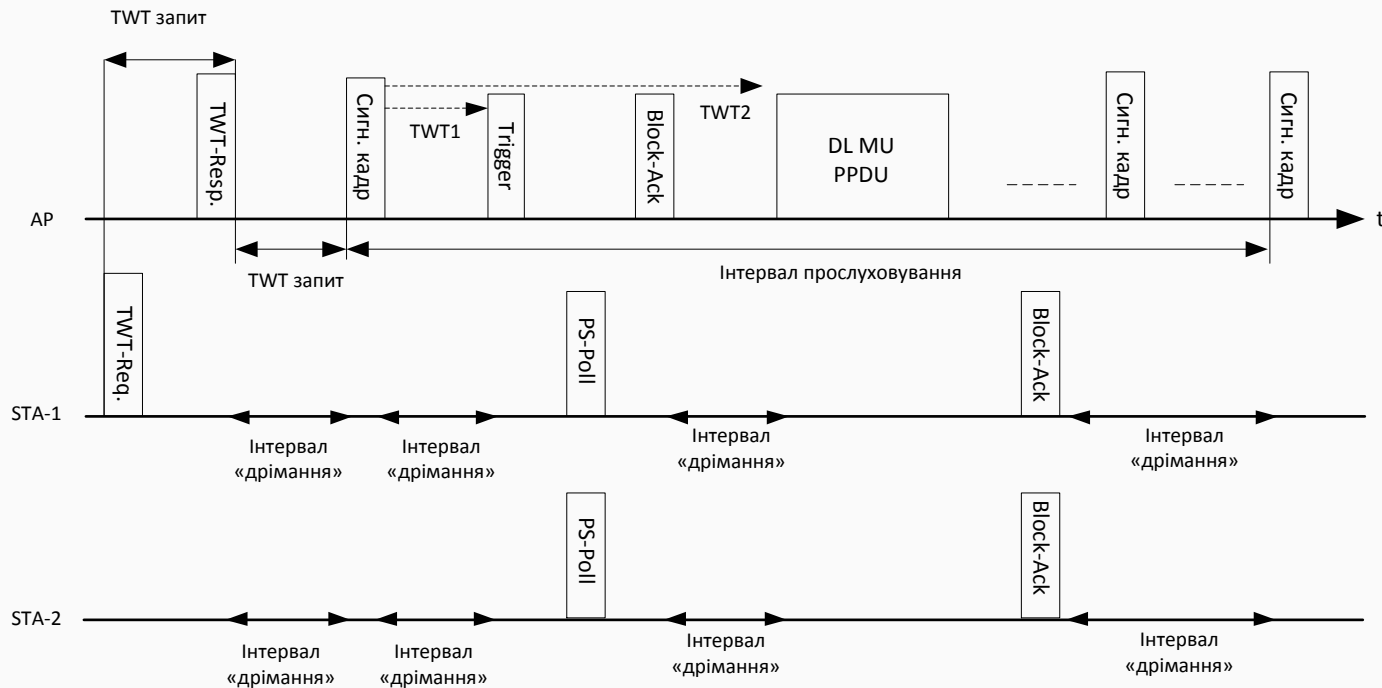 TWT запит
TWT-Resp.
Сигн. кадр
TWT1
Trigger
Block-Ack
TWT2
DL MU
PPDU
Сигн. кадр
Сигн. кадр
AP
t
TWT запит
Інтервал прослуховування
TWT-Req.
PS-Poll
Block-Ack
STA-1
Інтервал
«дрімання»
Інтервал
«дрімання»
Інтервал
«дрімання»
Інтервал
«дрімання»
PS-Poll
Block-Ack
STA-2
Інтервал
«дрімання»
Інтервал
«дрімання»
Інтервал
«дрімання»
Інтервал
«дрімання»